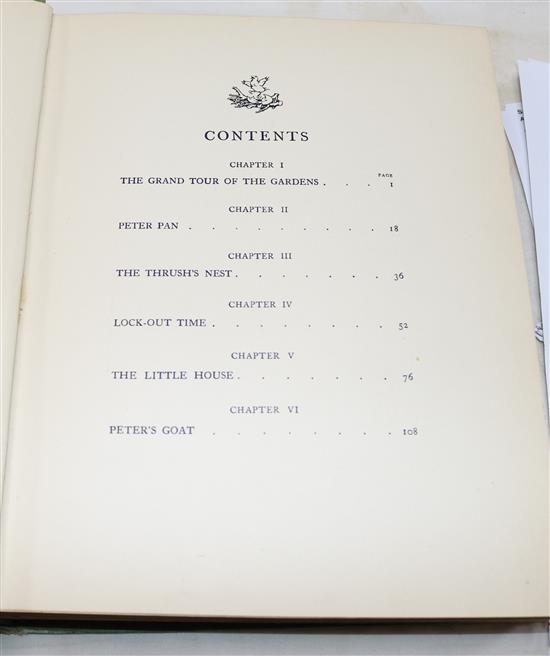 CONTENTS
CHAPTER I
PAGE
THE GRAND TOUR OF THE GARDENS . . . 1
CHAPTER II
PETER PAN . . . . . . . . . 18
CHAPTER III
THE THRUSH'S NEST . . . . . . . 36
CHAPTER IV
LOCK-OUT TIME . . . . . . . . 52
CHAPTER V
THE LITTLE HOUSE . . . . . . . 76
CHAPTER VI
PETER'S GOAT . . . . . . . . 108